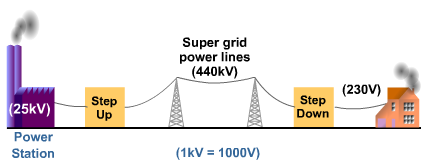 Super grid
power lines
(440kV)
(230V)
(25kV)
Step
Up
Step
Down
Power
Station
(1kV = 1000V)